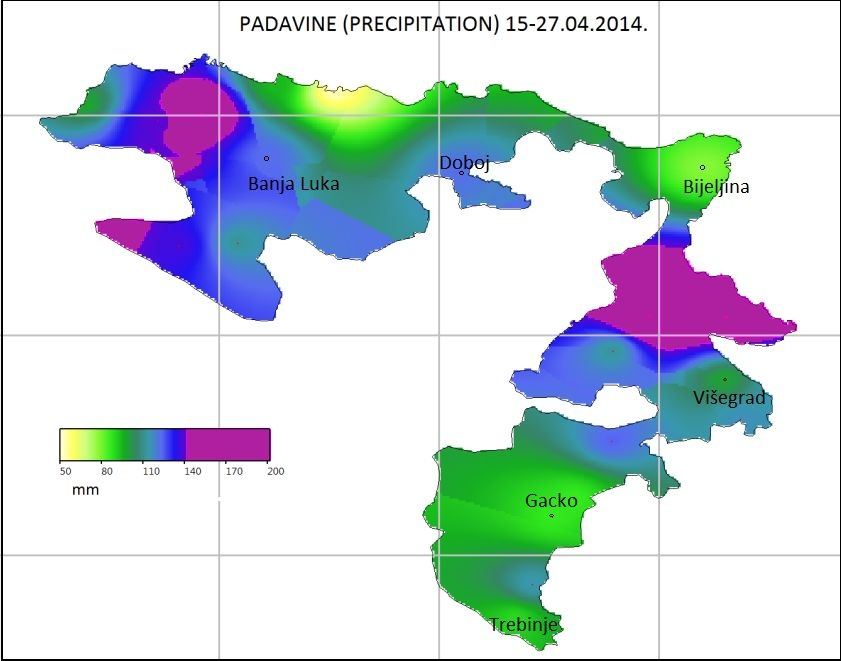 PADAVINE (PRECIPITATION) 15-27.04.2014.
Doboj
Banja Luka
Bijeljina
Višegrad
50 80 110 140 170 200
mm
Gacko
Trebinje